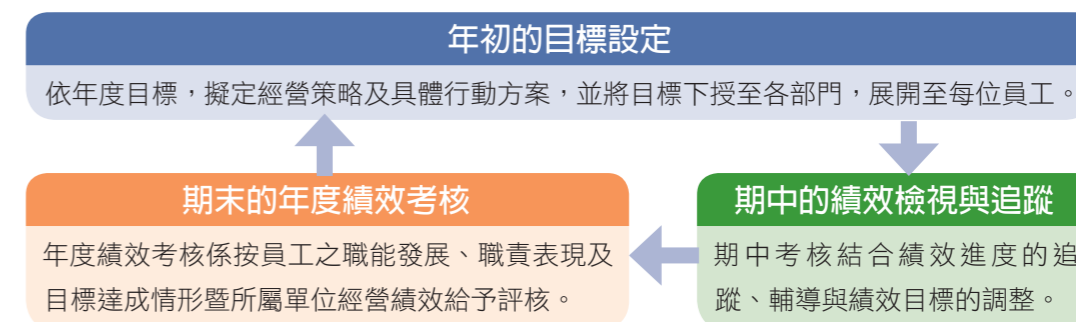 年初的目標設定
依年度目標，擬定經營策略及具體行動方案，並將目標下授至各部門，展開至每位員工。
期末的年度績效考核
年度績效考核係按員工之職能發展、職責表現及
目標達成情形暨所屬單位經營績效給予評核。
期中的績效檢視與追蹤
期中考核結合績效進度的追
蹤、輔導與績效目標的調整。